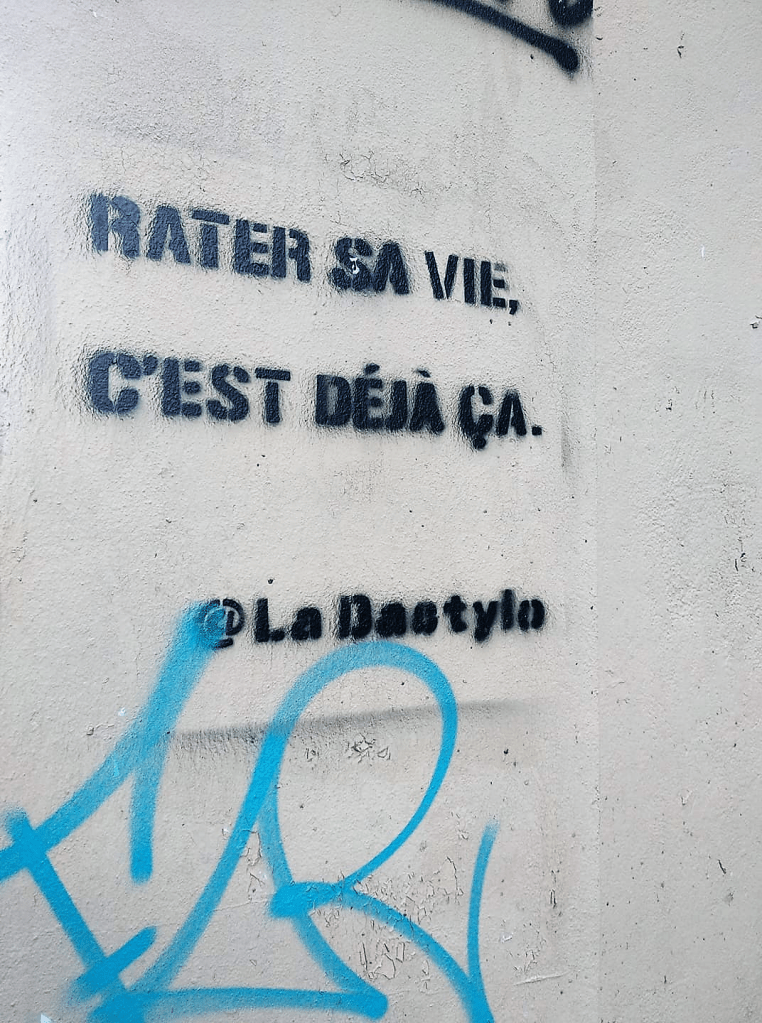 RATER SA VIE,
C'EST DÉJÀ ÇA.
@La Dactylo